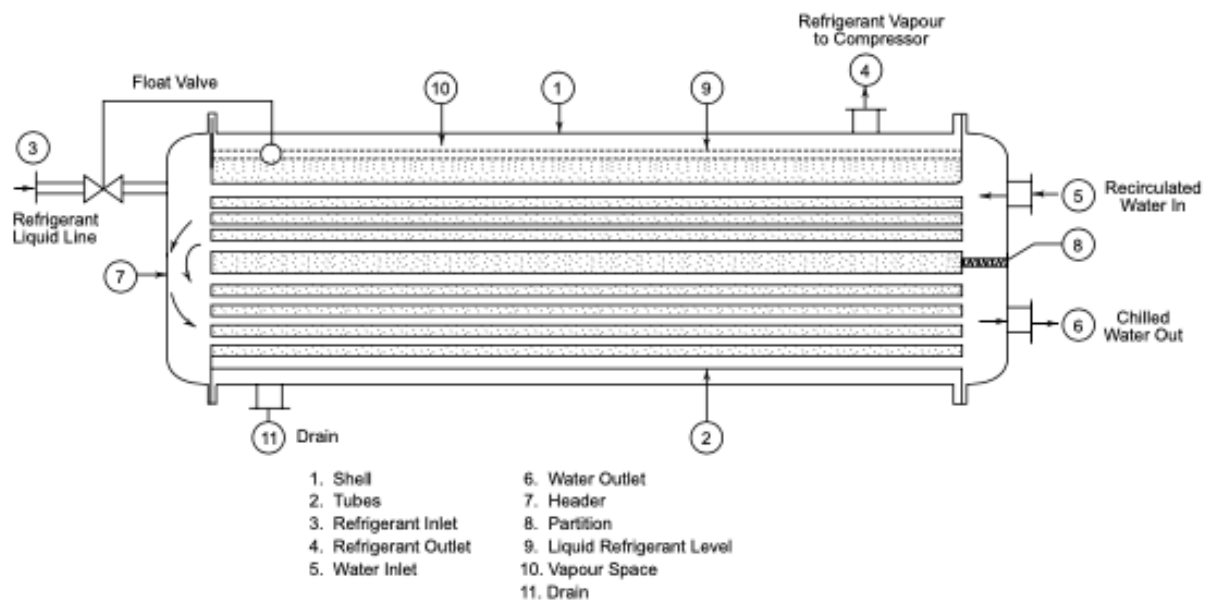 Refrigerant Vapour
to Compressor
4
Float Valve
10
1
9
3
Refrigerant
Liquid Line
5
Recirculated
Water In
8
7
6
Chilled
Water Out
11
Drain
2
1. Shell
2. Tubes
3. Refrigerant Inlet
4. Refrigerant Outlet
5. Water Inlet
6. Water Outlet
7. Header
8. Partition
9. Liquid Refrigerant Level
10. Vapour Space
11. Drain